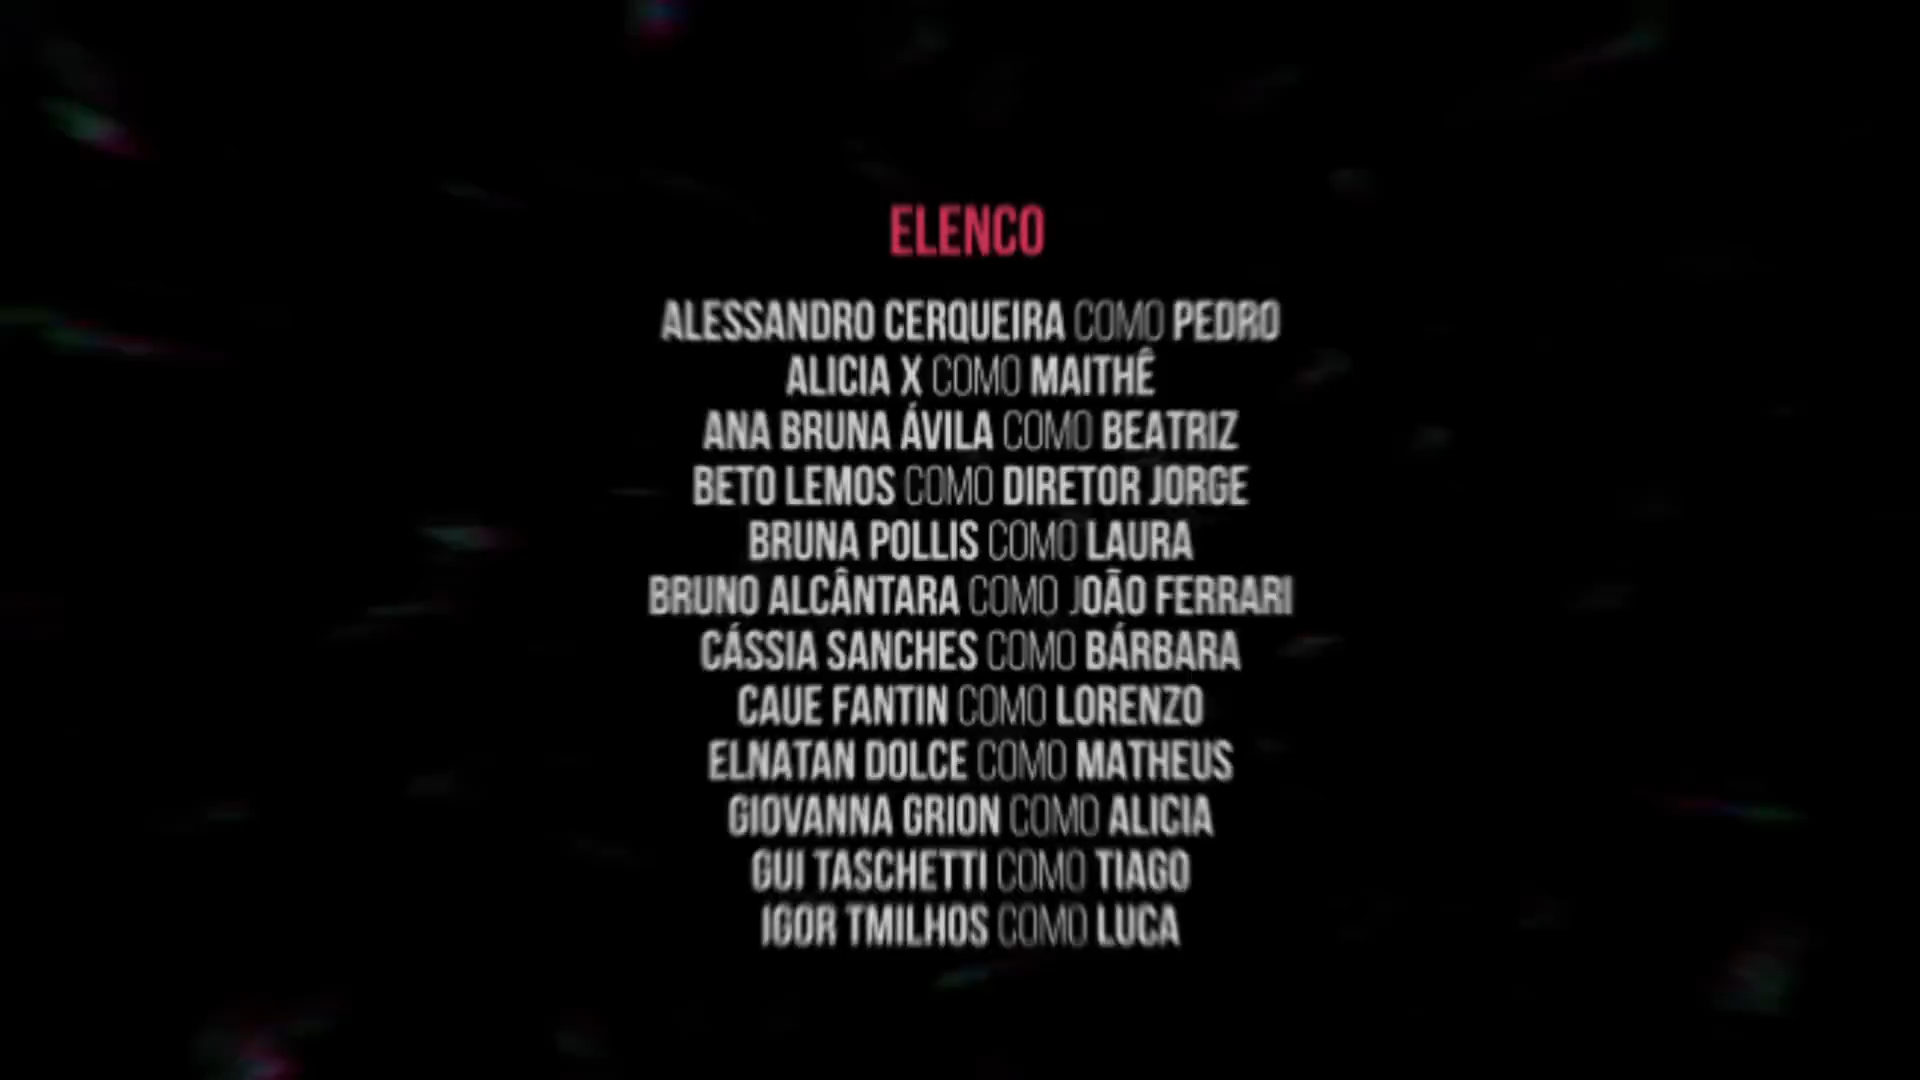 ELENCO
ALESSANDRO CERQUEIRA COMO PEDRO
ALICIA X COMO MAITHÊ
ANA BRUNA ÁVILA COMO BEATRIZ
BETO LEMOS COMO DIRETOR JORGE
BRUNA POLLIS COMO LAURA
BRUNO ALCÂNTARA COMO JOÃO FERRARI
CÁSSIA SANCHES COMO BÁRBARA
CAUE FANTIN COMO LORENZO
ELNATAN DOLCE COMO MATHEUS
GIOVANNA GRION COMO ALICIA
GUI TASCHETTI COMO TIAGO
IGOR TMILHOS COMO LUCA